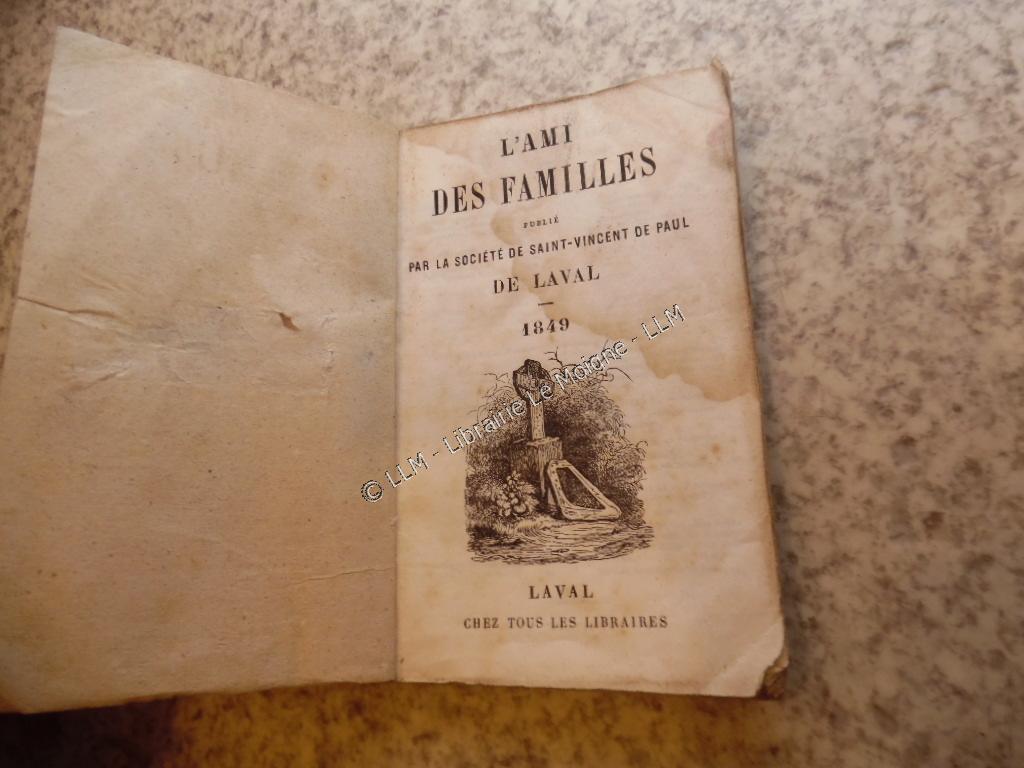 L'AMI
DES FAMILLES
PUBLIÉ
PAR LA SOCIÉTÉ DE SAINT-VINCENT DE PAUL
DE LAVAL
1849
© LLM - Librairie Le Moigne - LLM
LAVAL
CHEZ TOUS LES LIBRAIRES